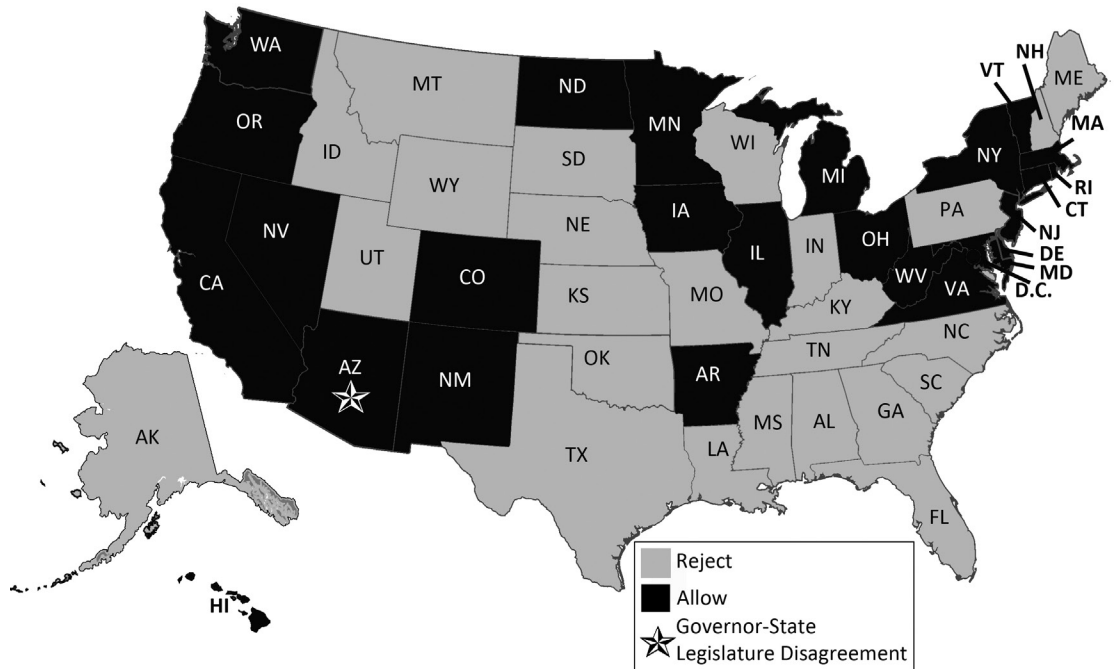 WA
OR
CA
NV
ID
MT
WY
UT
AZ
CO
NM
ND
SD
NE
KS
OK
TX
MN
IA
MO
AR
LA
WI
IL
MI
IN
OH
KY
TN
MS
AL
GA
FL
SC
NC
VA
WV
PA
NY
VT
NH
ME
MA
RI
CT
NJ
DE
MD
D.C.
AK
HI
Reject
Allow
Governor-State
Legislature Disagreement